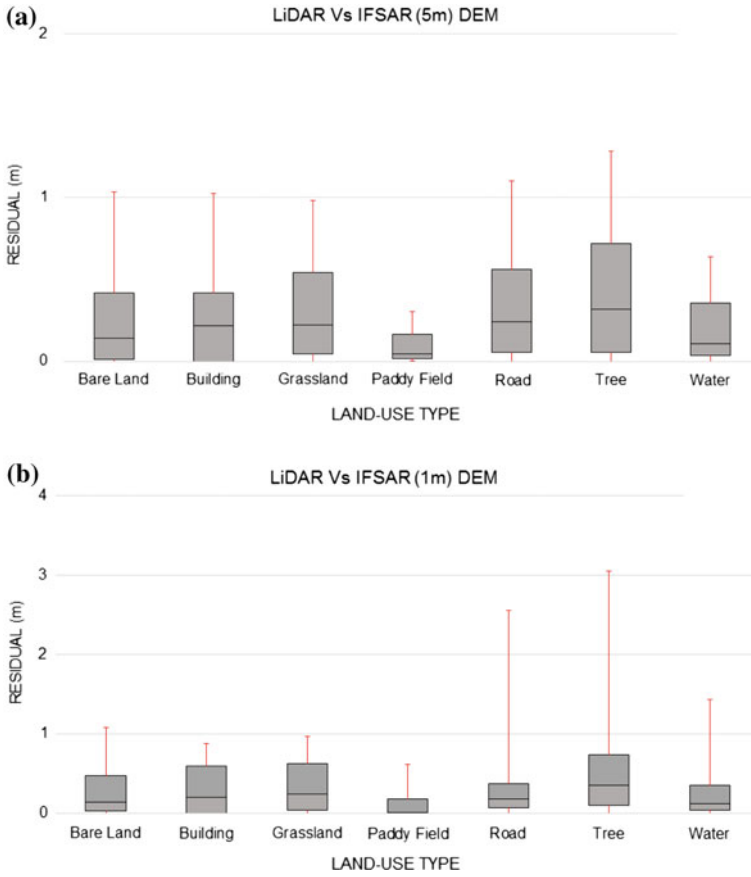 (a)
LiDAR Vs IFSAR (5m) DEM
2
1
0
RESIDUAL (m)
Bare Land Building Grassland Paddy Field Road Tree Water
LAND-USE TYPE
(b)
LiDAR Vs IFSAR (1m) DEM
4
3
2
1
0
RESIDUAL (m)
Bare Land Building Grassland Paddy Field Road Tree Water
LAND-USE TYPE